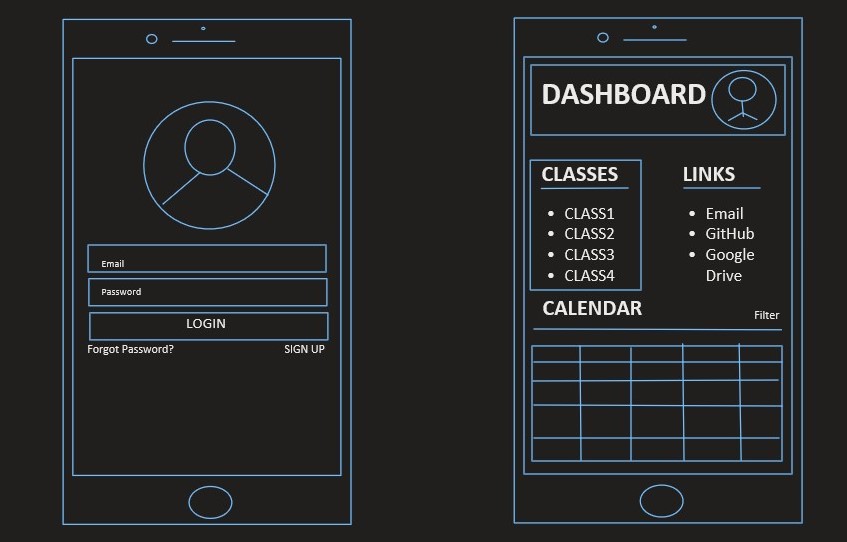 Email
Password
LOGIN
Forgot Password? SIGN UP
DASHBOARD
CLASSES
• CLASS1
• CLASS2
• CLASS3
• CLASS4
LINKS
• Email
• GitHub
• Google
Drive
CALENDAR
Filter